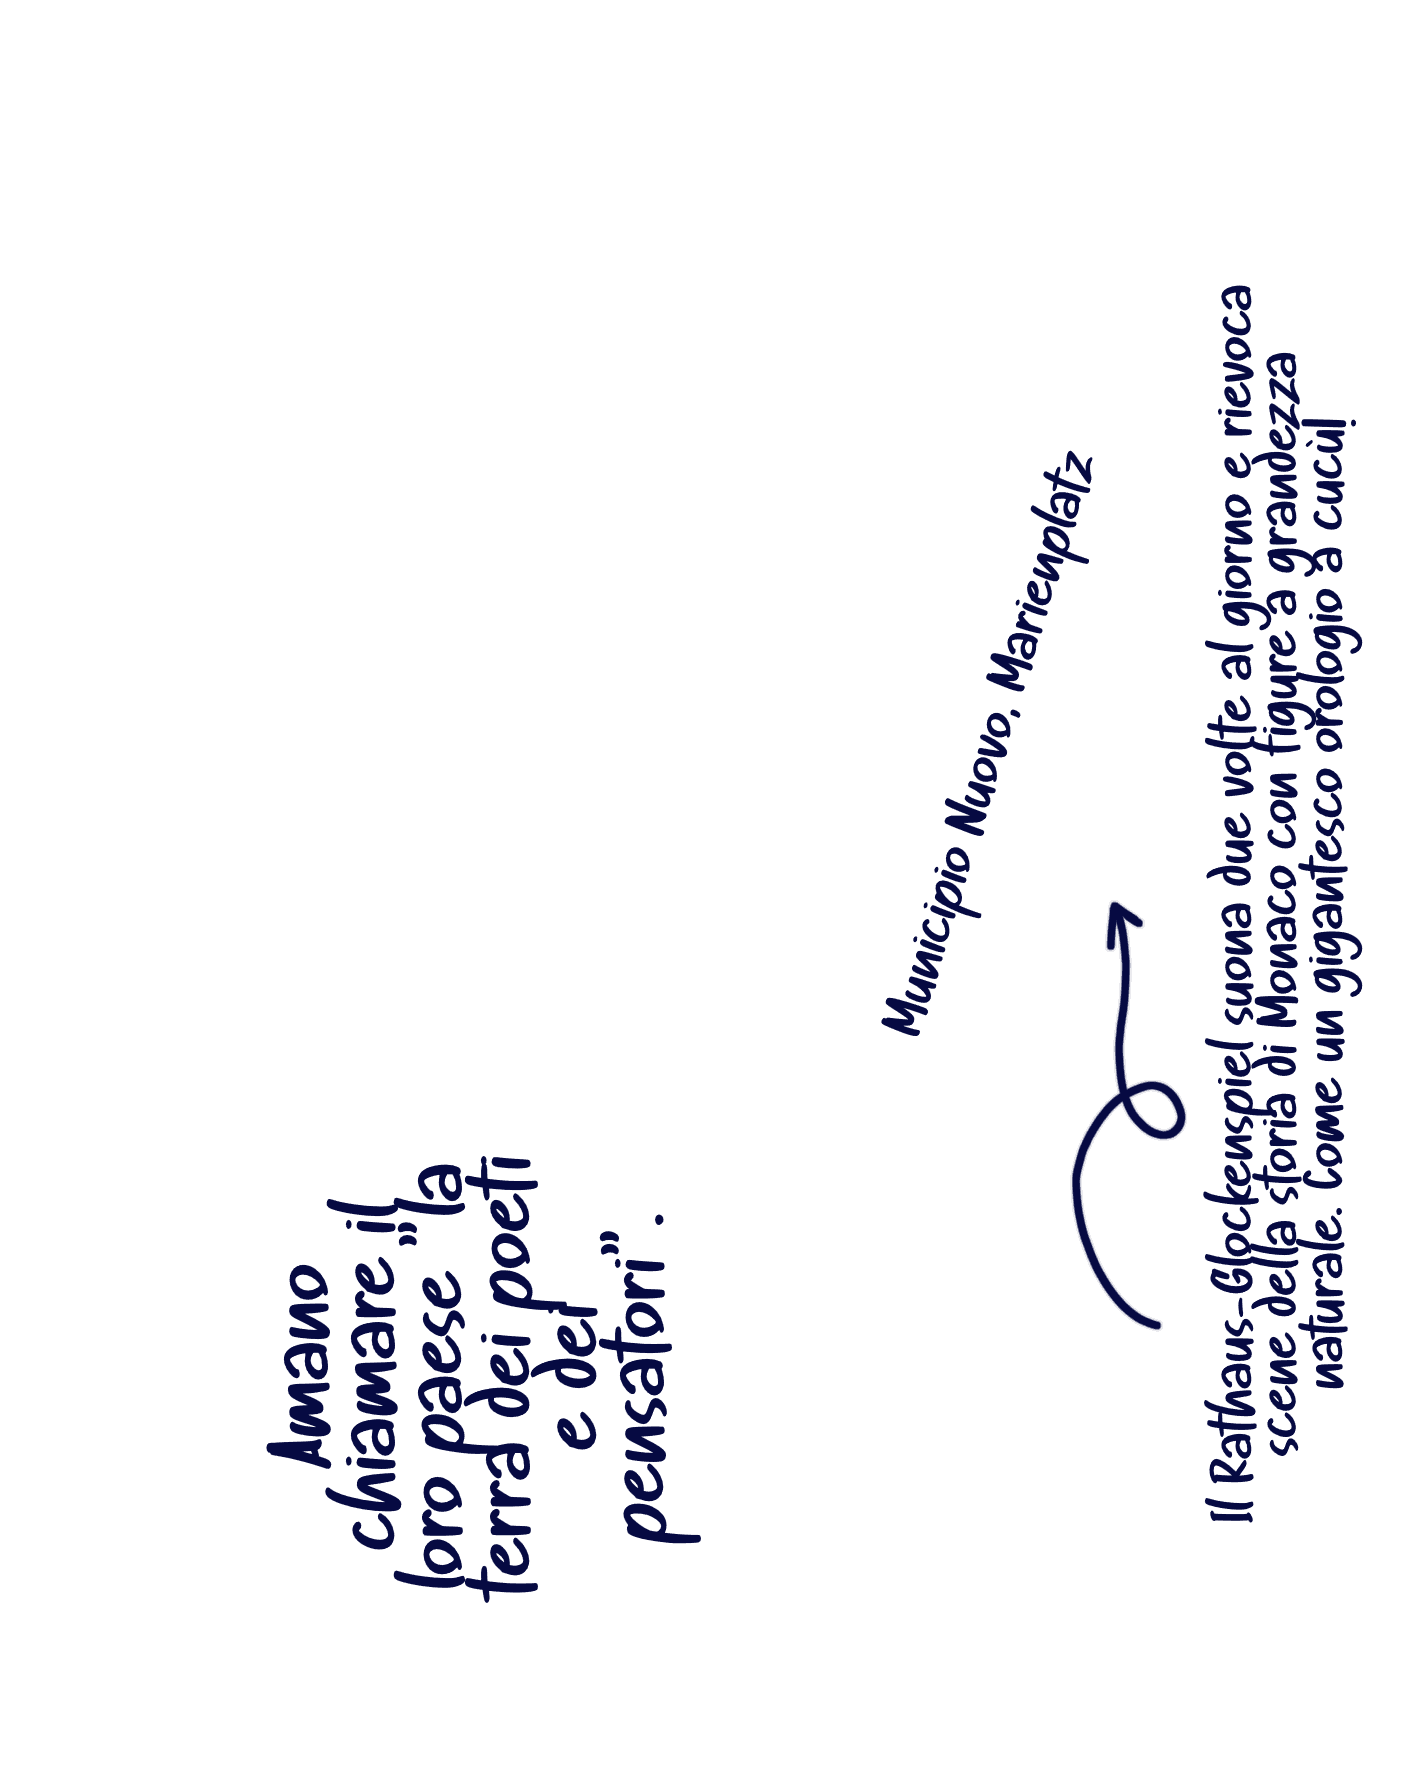 Amano
chiamare il
loro paese "la
terra dei poeti
e dei
pensatori".
Municipio Nuovo, Marienplatz
Il Rathaus-Glockenspiel suona due volte al giorno e rievoca
scene della storia di Monaco con figure a grandezza
naturale. Come un gigantesco orologio a cucù!